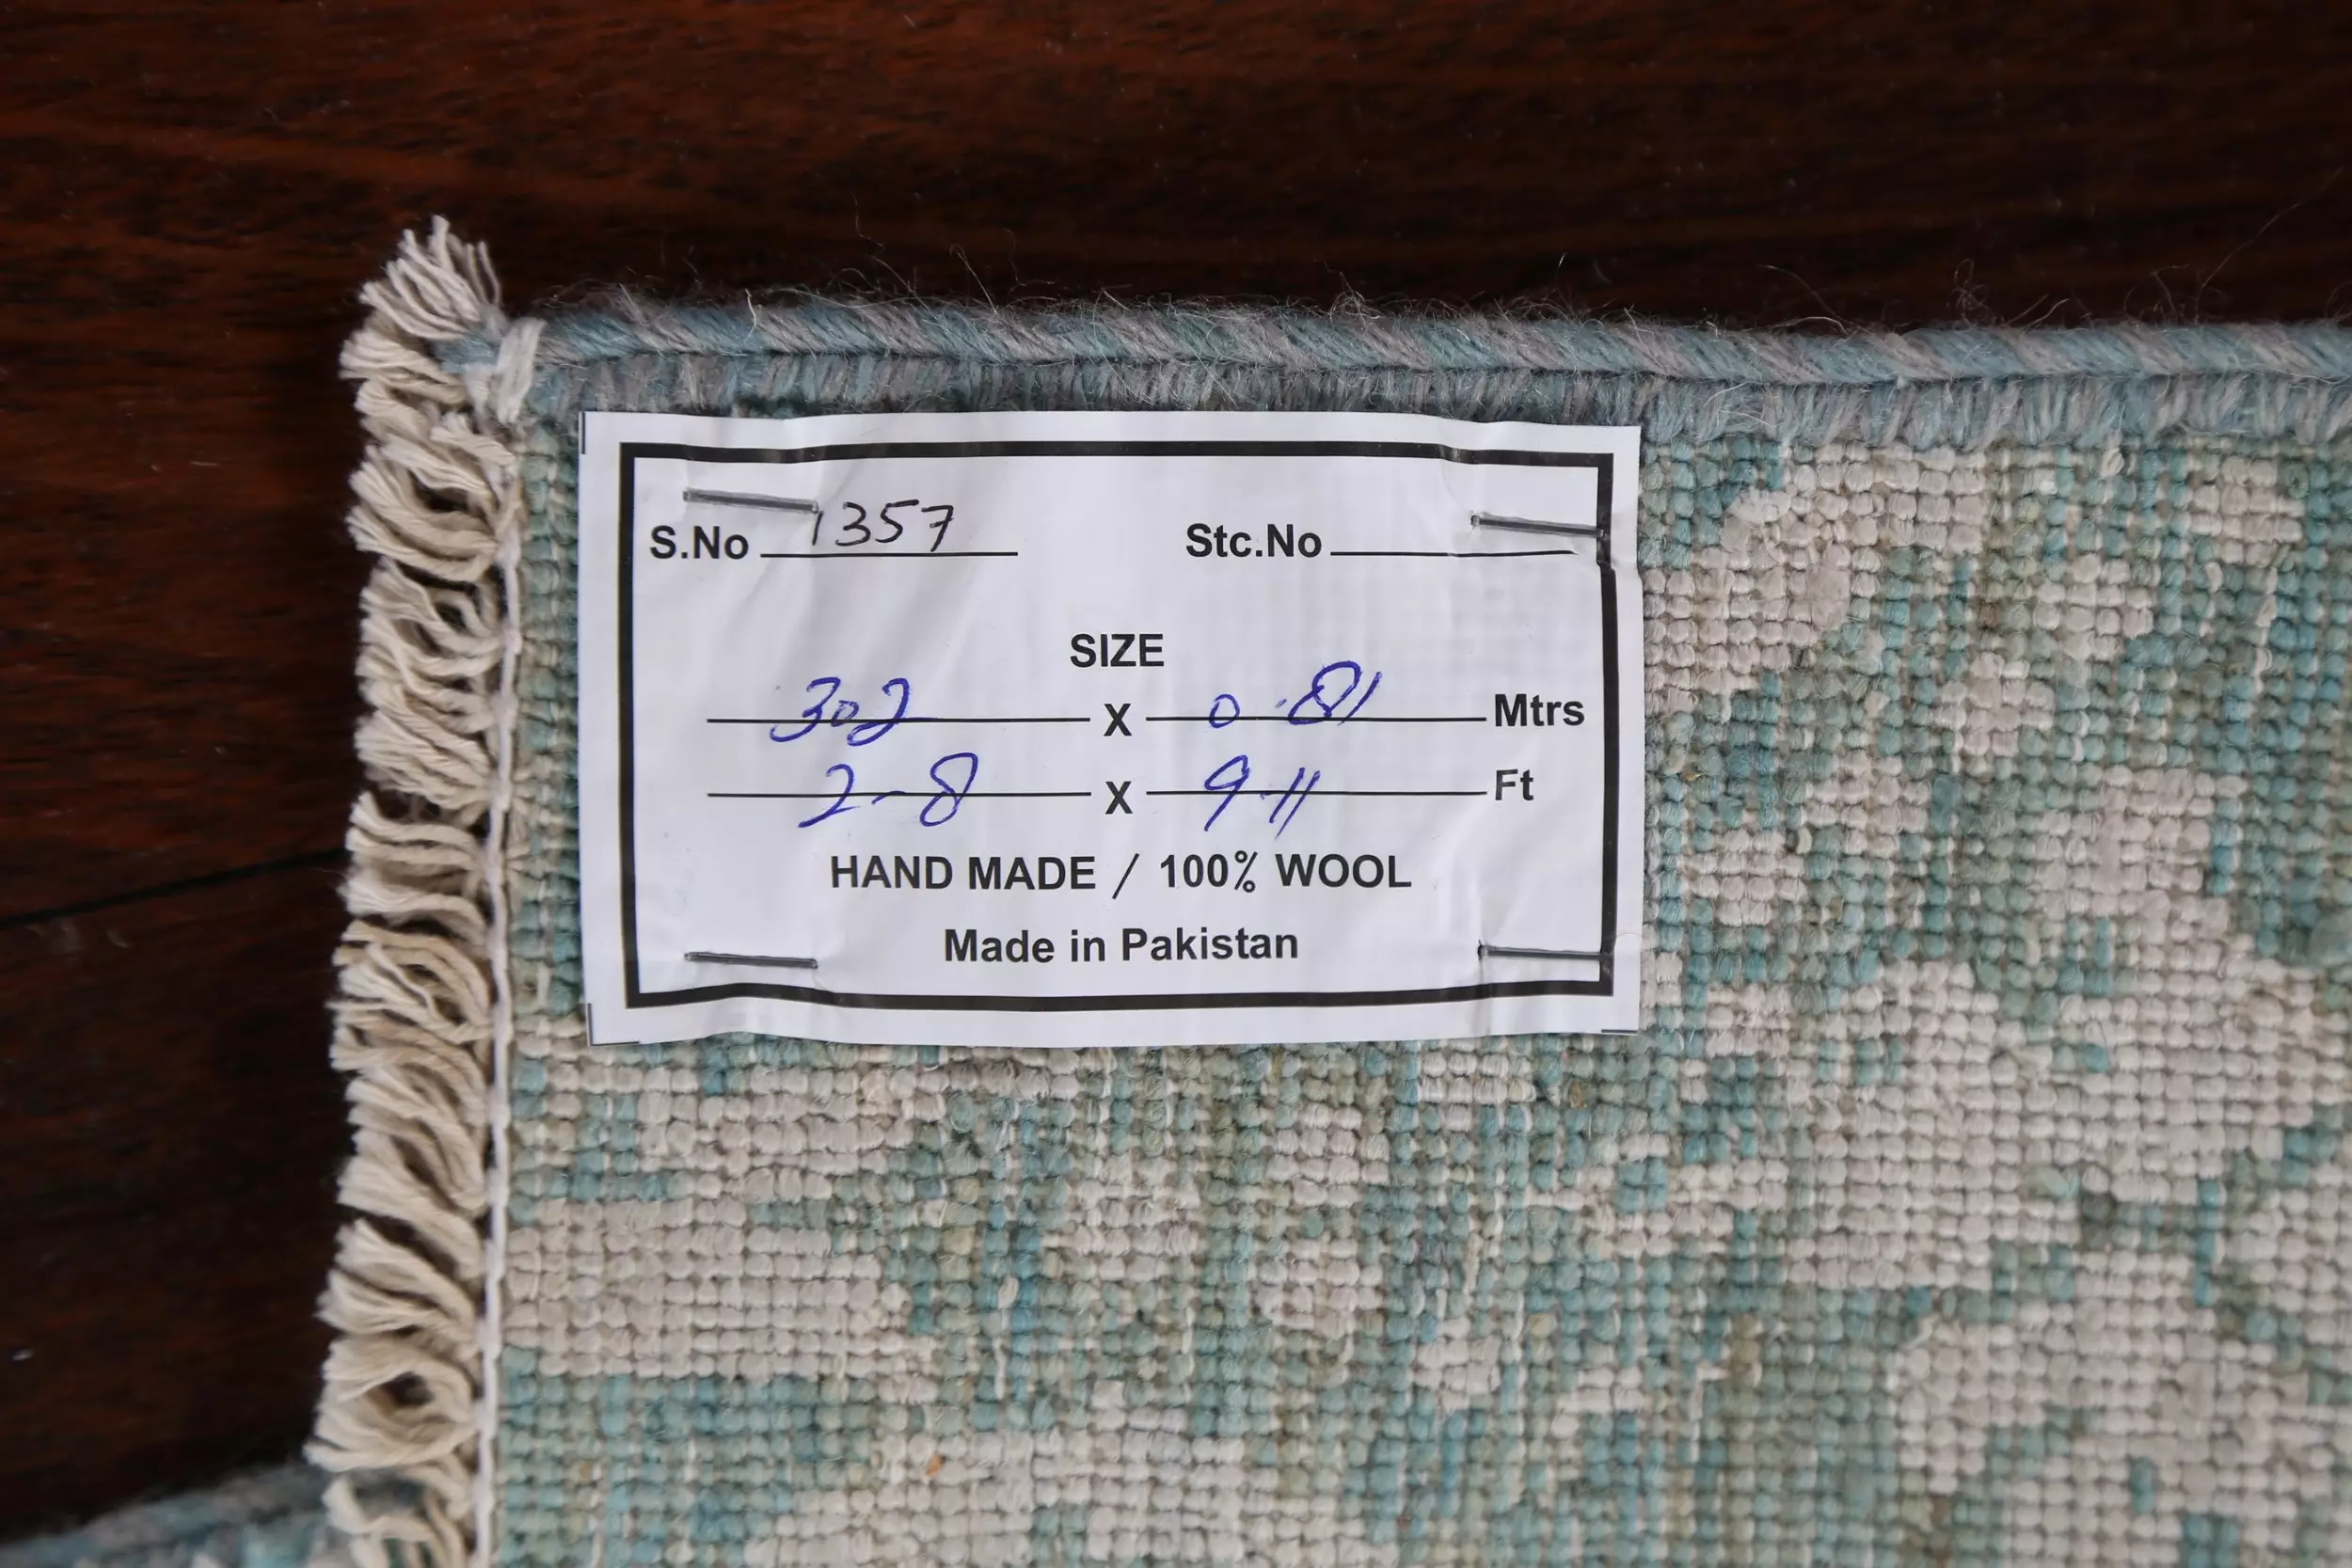 S.No 1357 Stc.No
SIZE
302 X 0.81 Mtrs
2-8 X 9.11 Ft
HAND MADE / 100% WOOL
Made in Pakistan